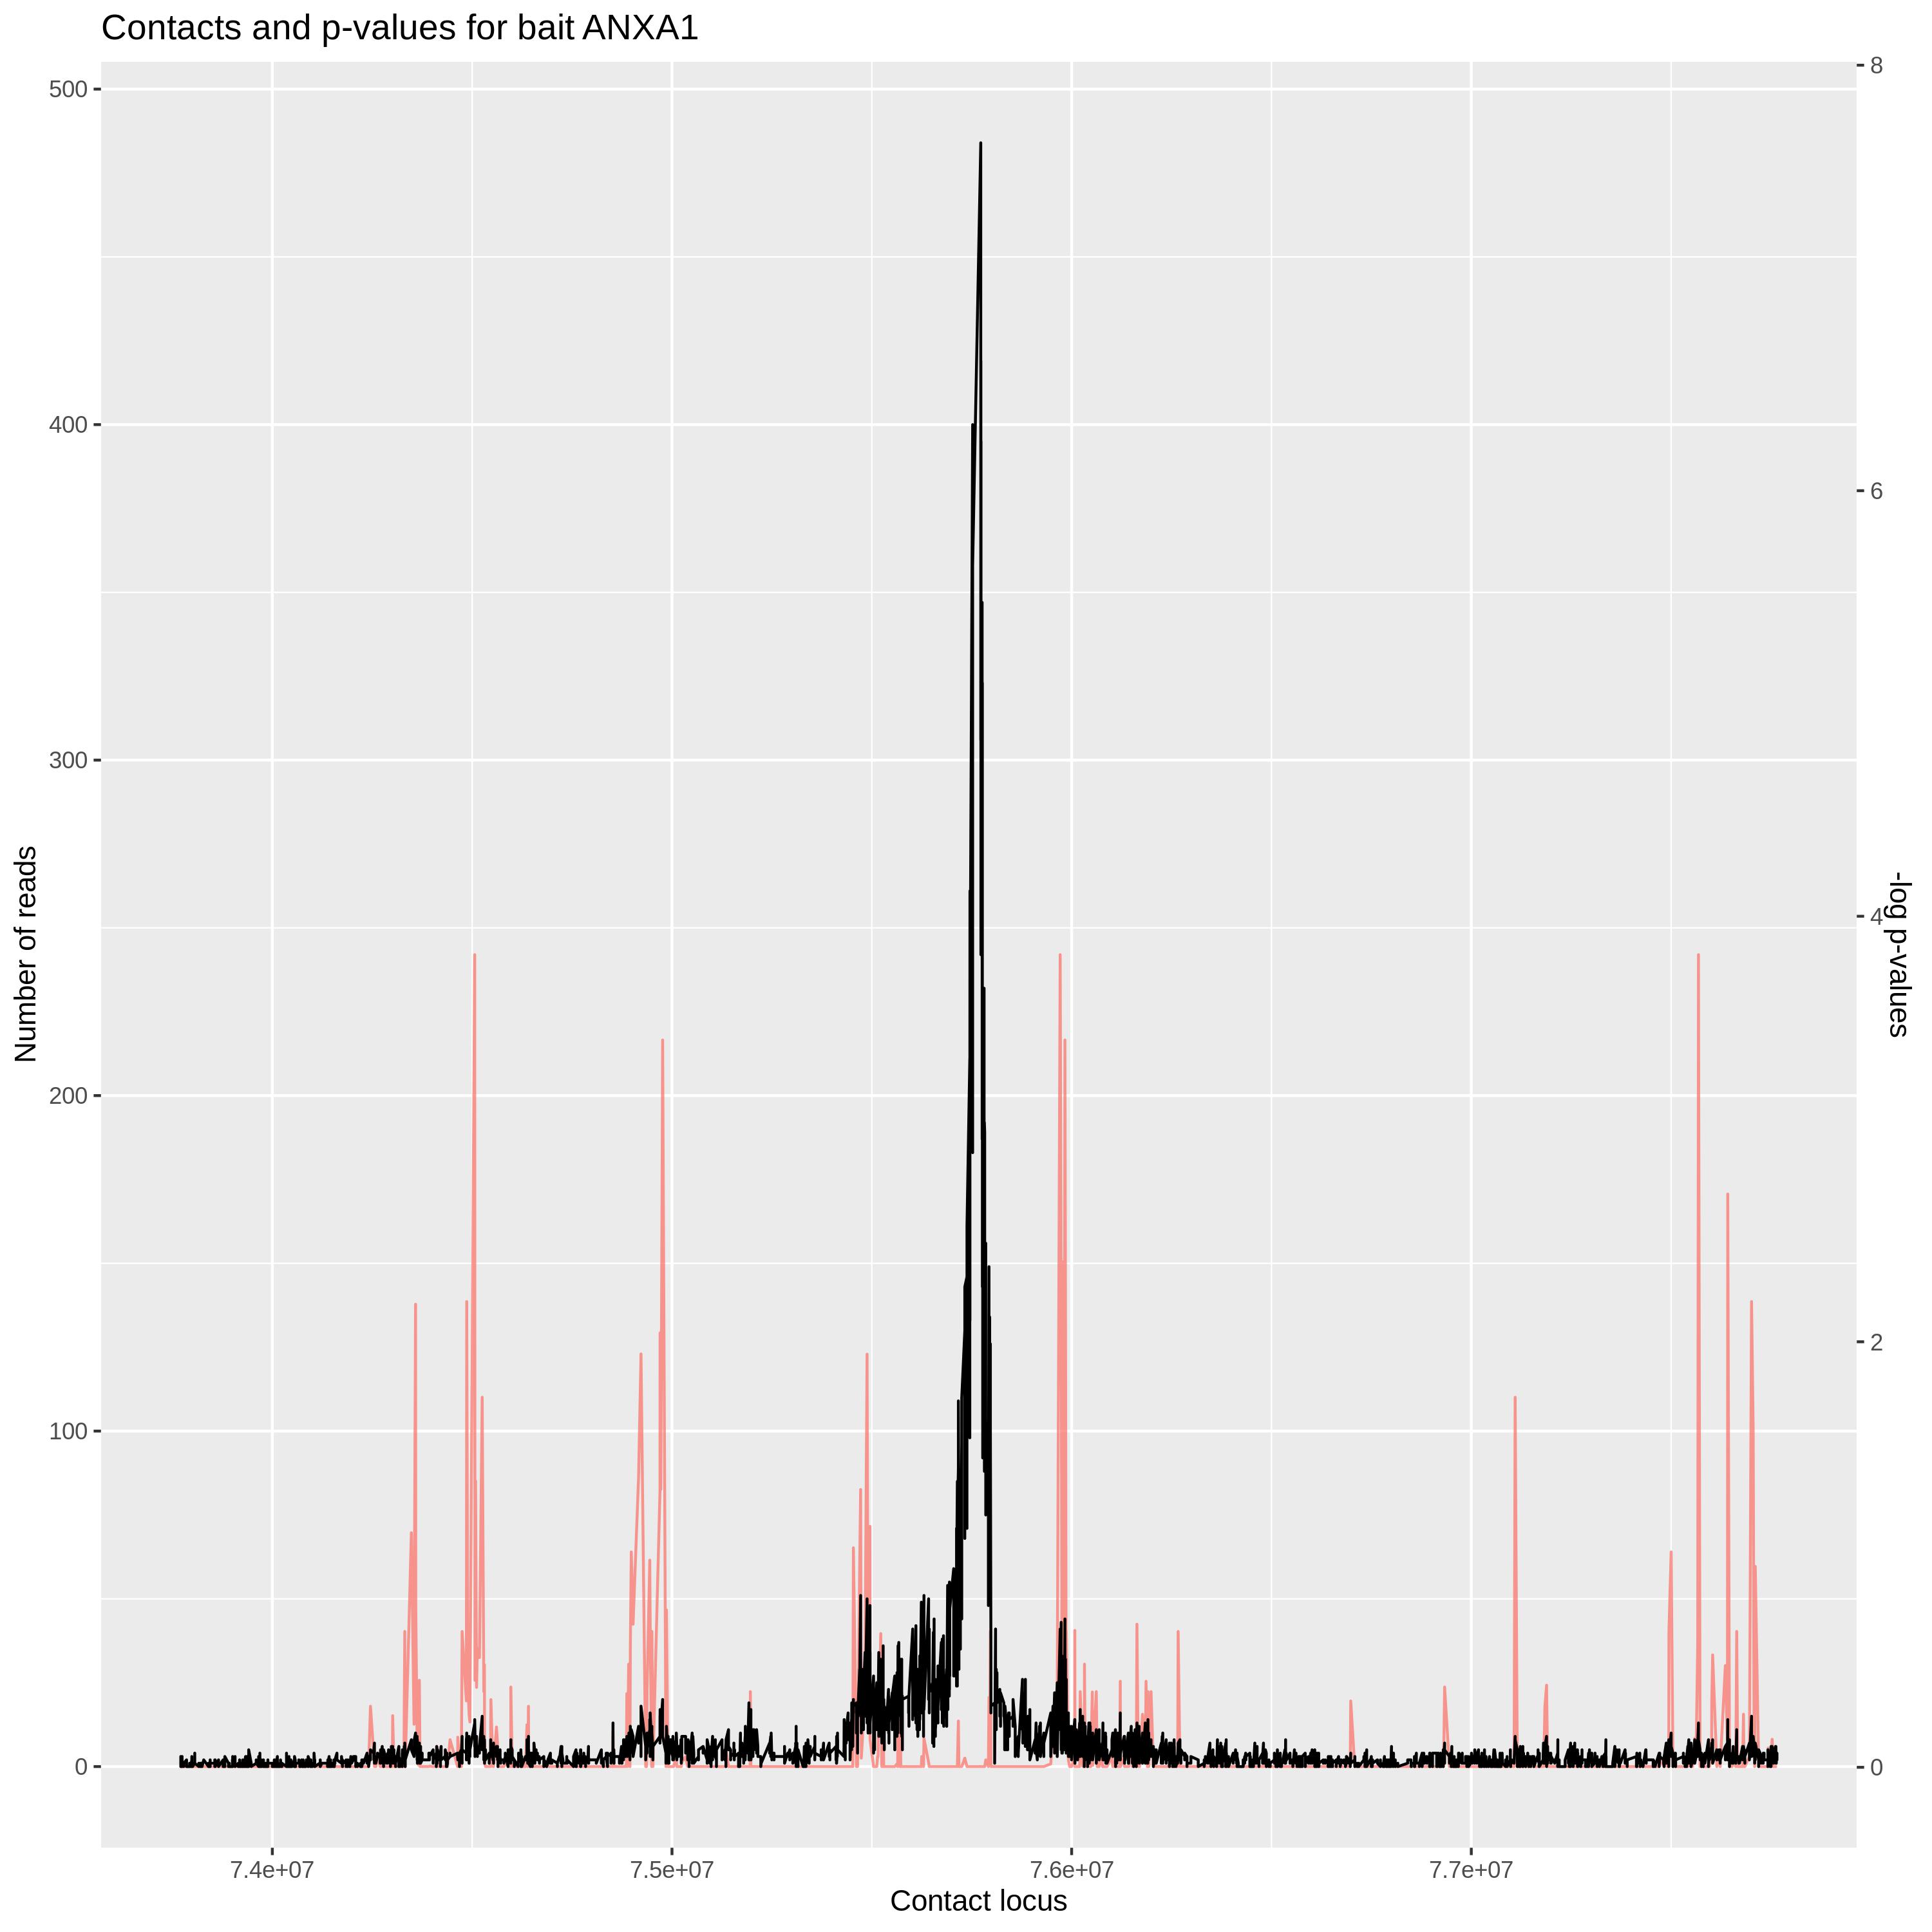 Contacts and p-values for bait ANXA1
500
400
300
200
100
0
Number of reads
8
6
4
2
0
-log p-values
7.4e+07 7.5e+07 7.6e+07 7.7e+07
Contact locus